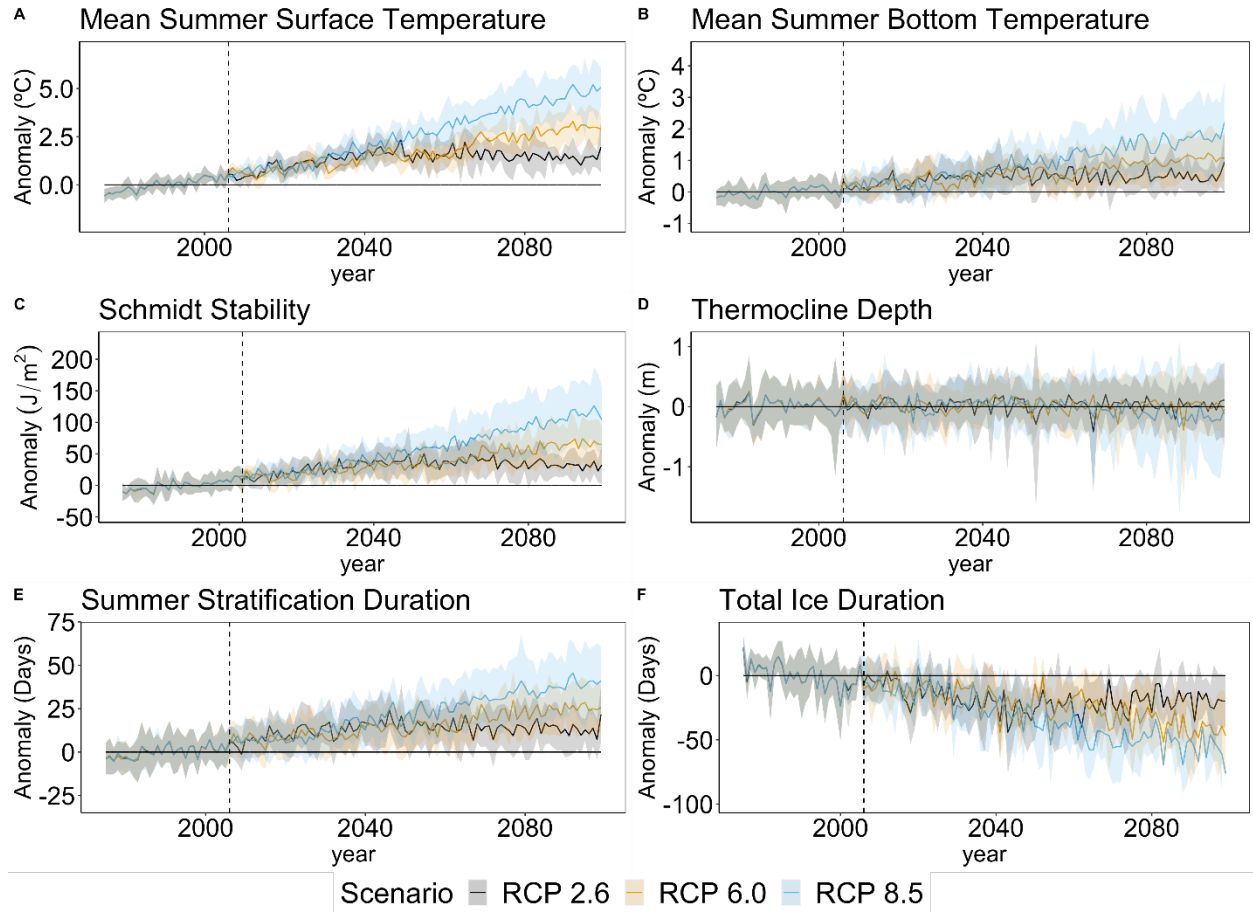 A Mean Summer Surface Temperature
Anomaly (ºC)
5.0
2.5
0.0
2000 2040 2080
year
B Mean Summer Bottom Temperature
Anomaly (ºC)
4
3
2
1
0
-1
2000 2040 2080
year
C Schmidt Stability
Anomaly (J/m²)
200
150
100
50
0
-50
2000 2040 2080
year
D Thermocline Depth
Anomaly (m)
1
0
-1
2000 2040 2080
year
E Summer Stratification Duration
Anomaly (Days)
75
50
25
0
-25
2000 2040 2080
year
F Total Ice Duration
Anomaly (Days)
0
-50
-100
2000 2040 2080
year
Scenario RCP 2.6 RCP 6.0 RCP 8.5